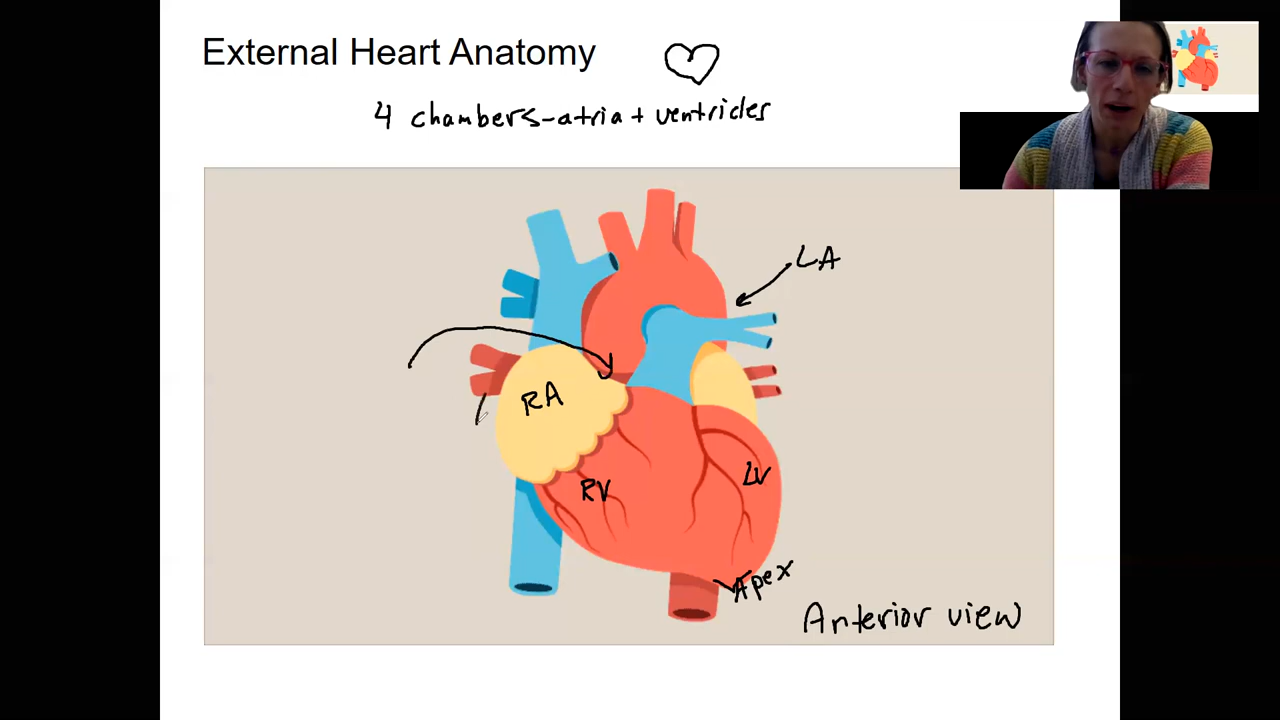 External Heart Anatomy
4 chambers-atria + ventricles
LA
RA
RV
LV
Apex
Anterior view